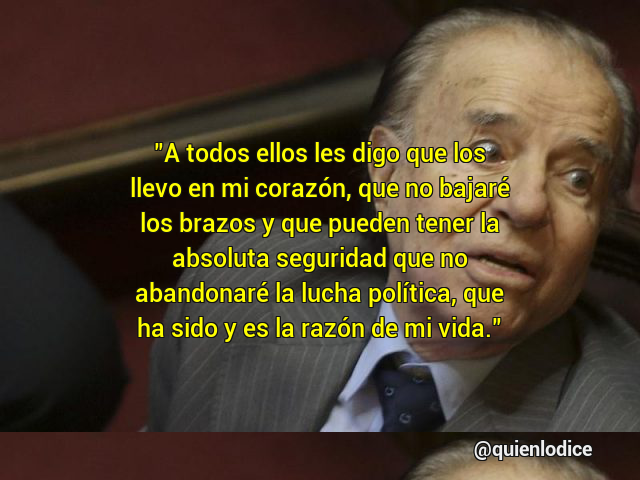 "A todos ellos les digo que los
llevo en mi corazón, que no bajaré
los brazos y que pueden tener la
absoluta seguridad que no
abandonaré la lucha política, que
ha sido y es la razón de mi vida."
@quienlodice